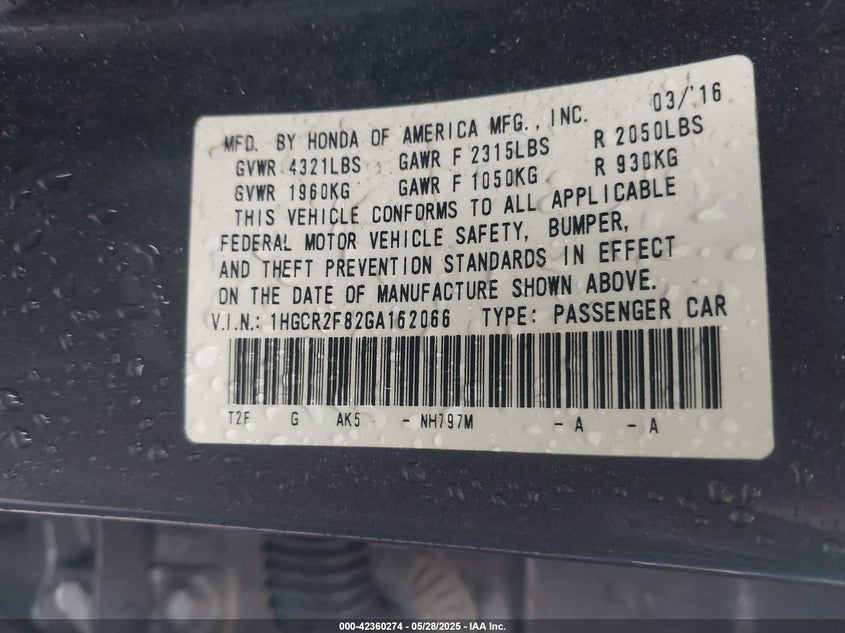 03/'16
MFD. BY HONDA OF AMERICA MFG., INC.
GVWR 4321LBS GAWR F 2315LBS R 2050LBS
GVWR 1960KG GAWR F 1050KG R 930KG
THIS VEHICLE CONFORMS TO ALL APPLICABLE
FEDERAL MOTOR VEHICLE SAFETY, BUMPER,
AND THEFT PREVENTION STANDARDS IN EFFECT
ON THE DATE OF MANUFACTURE SHOWN ABOVE.
V.I.N.: 1HGCR2F82GA162066 TYPE: PASSENGER CAR
T2F G AK5 - NH797M - A - A
000-42360274 - 05/28/2025 - IAA Inc.